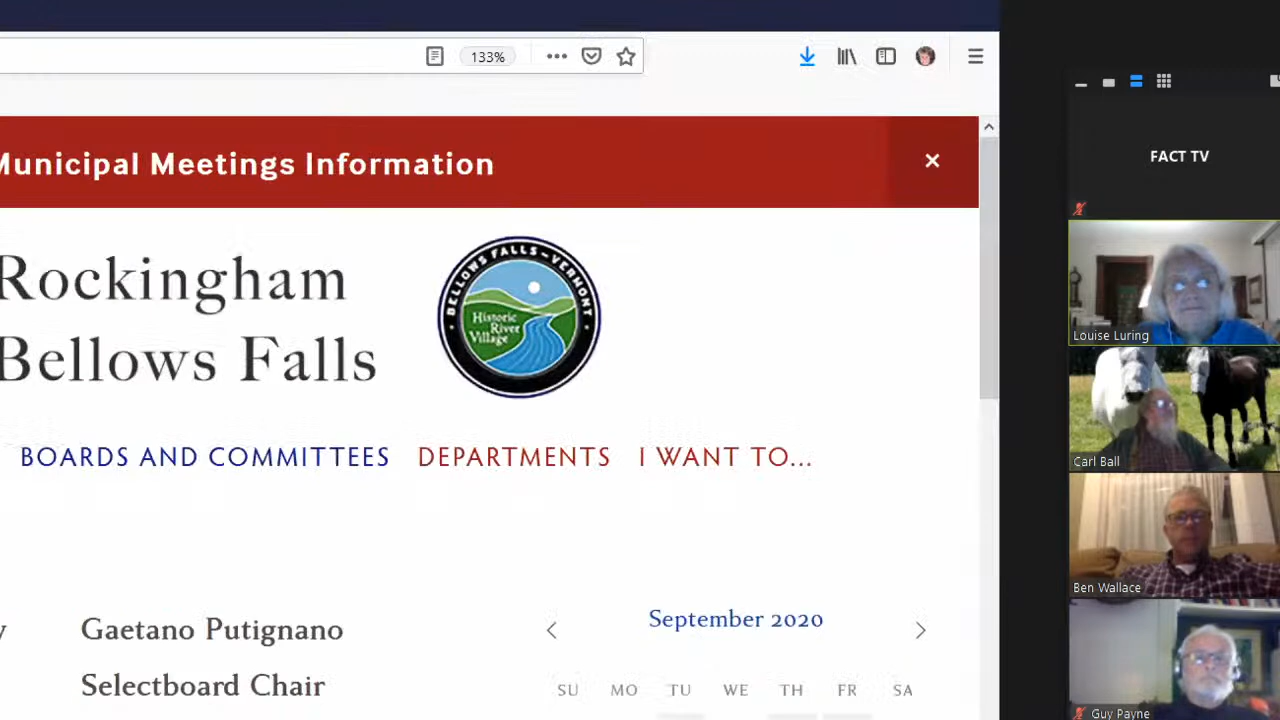 133%
Municipal Meetings Information
Rockingham
Bellows Falls
BELLOWS FALLS - VERMONT
Historic
River
Village
BOARDS AND COMMITTEES DEPARTMENTS I WANT TO...
y
Gaetano Putignano
Selectboard Chair
September 2020
SU MO TU WE TH FR SA
FACT TV
Louise Luring
Carl Ball
Ben Wallace
Guy Payne